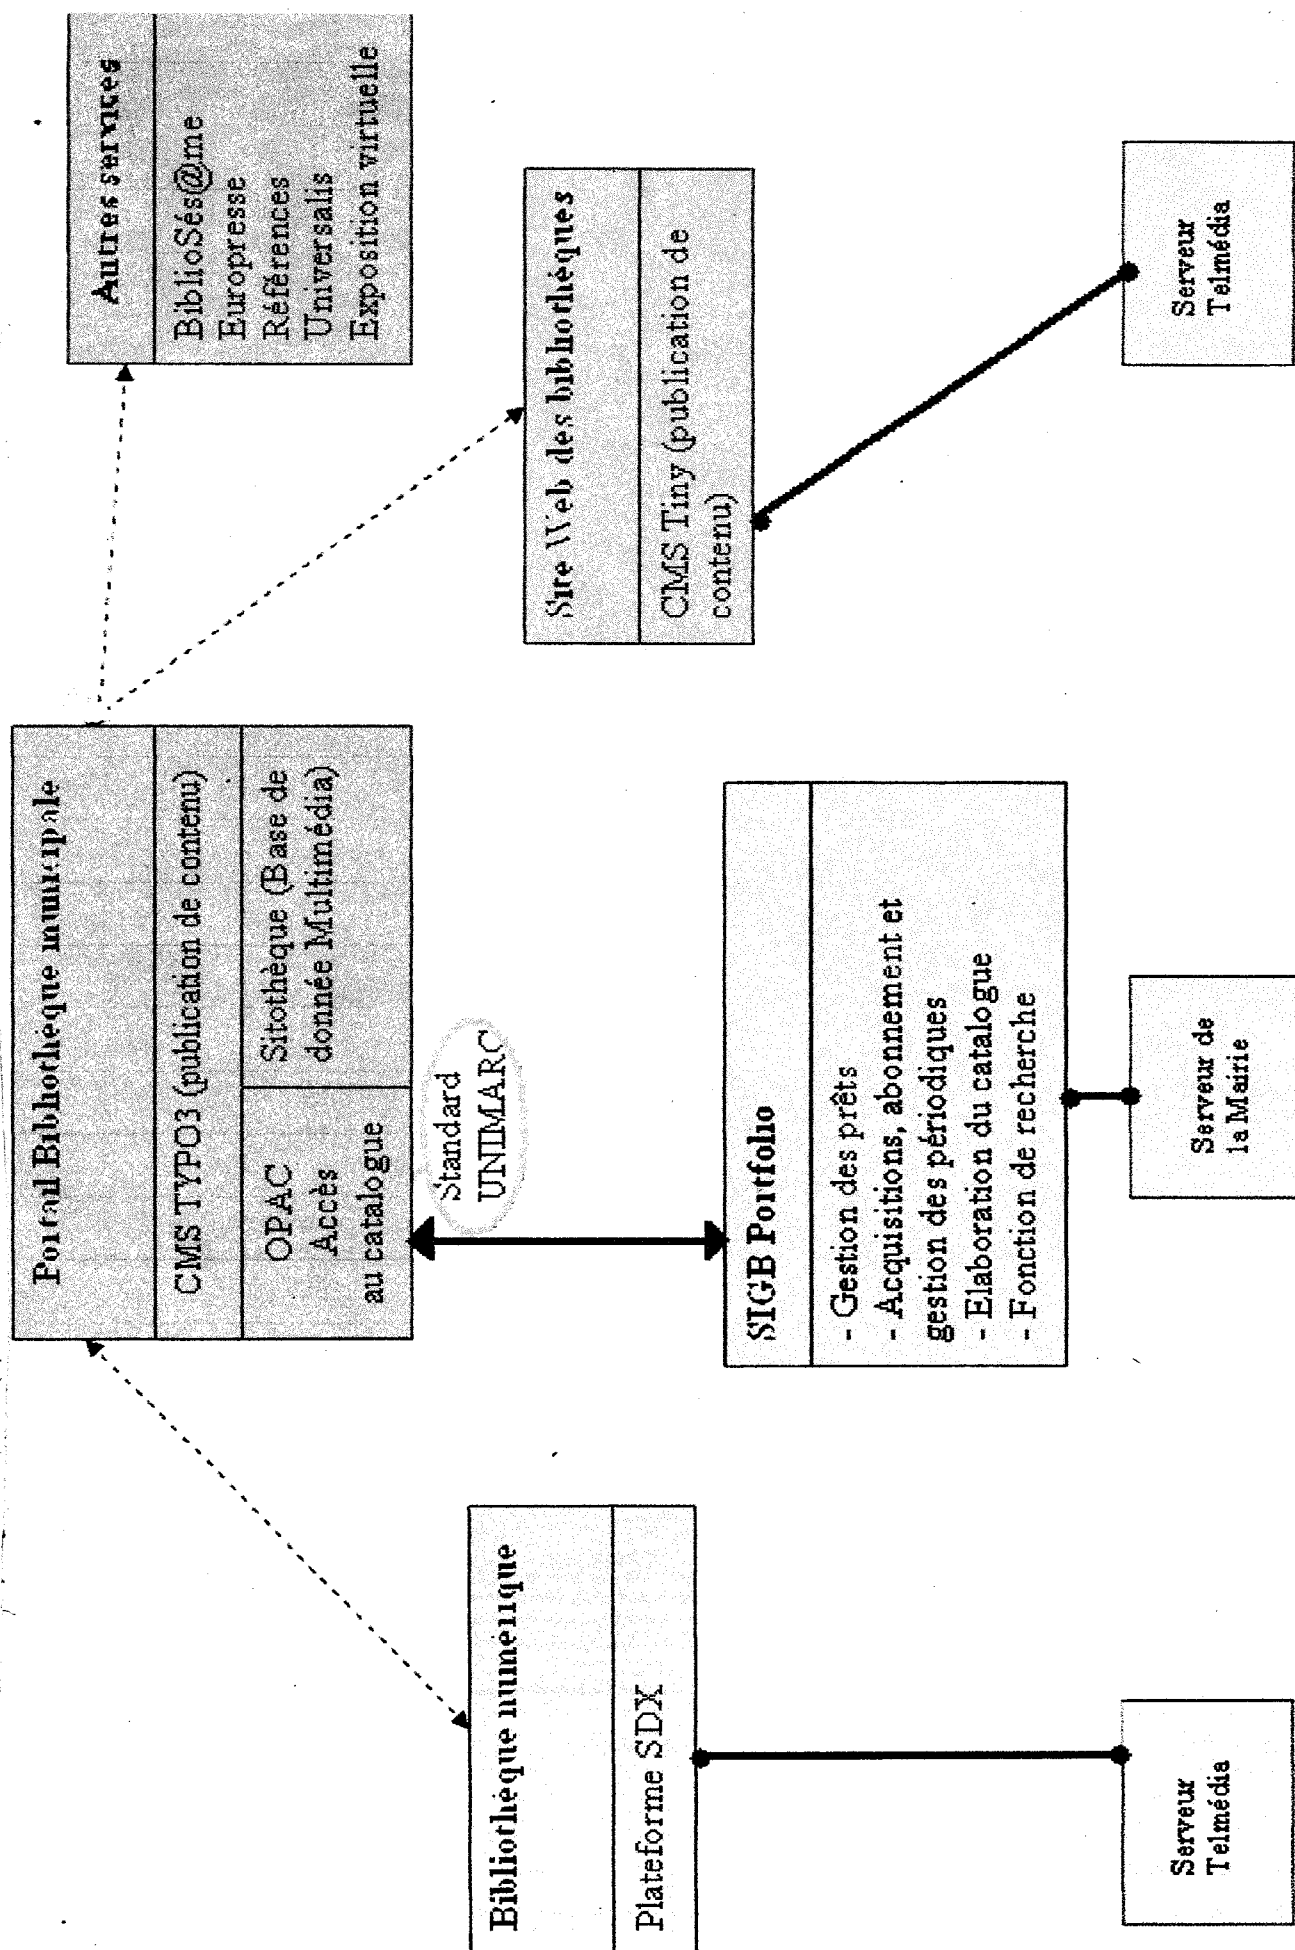 Portail Bibliothèque municipale
CMS TYPO3 (publication de contenu)
OPAC
Accès
au catalogue
Sitothèque (Base de
donnée Multimédia)
Autres services
BiblioSés@me
Europresse
Références
Universalis
Exposition virtuelle
Standard
UNIMARC
Bibliothèque numérique
Plateforme SDX
SIGB Portfolio
- Gestion des prêts
- Acquisitions, abonnement et
gestion des périodiques
- Elaboration du catalogue
- Fonction de recherche
Site Web des bibliothèques
CMS Tiny (publication de
contenu)
Serveur
Telmédia
Serveur de
la Mairie
Serveur
Telmédia